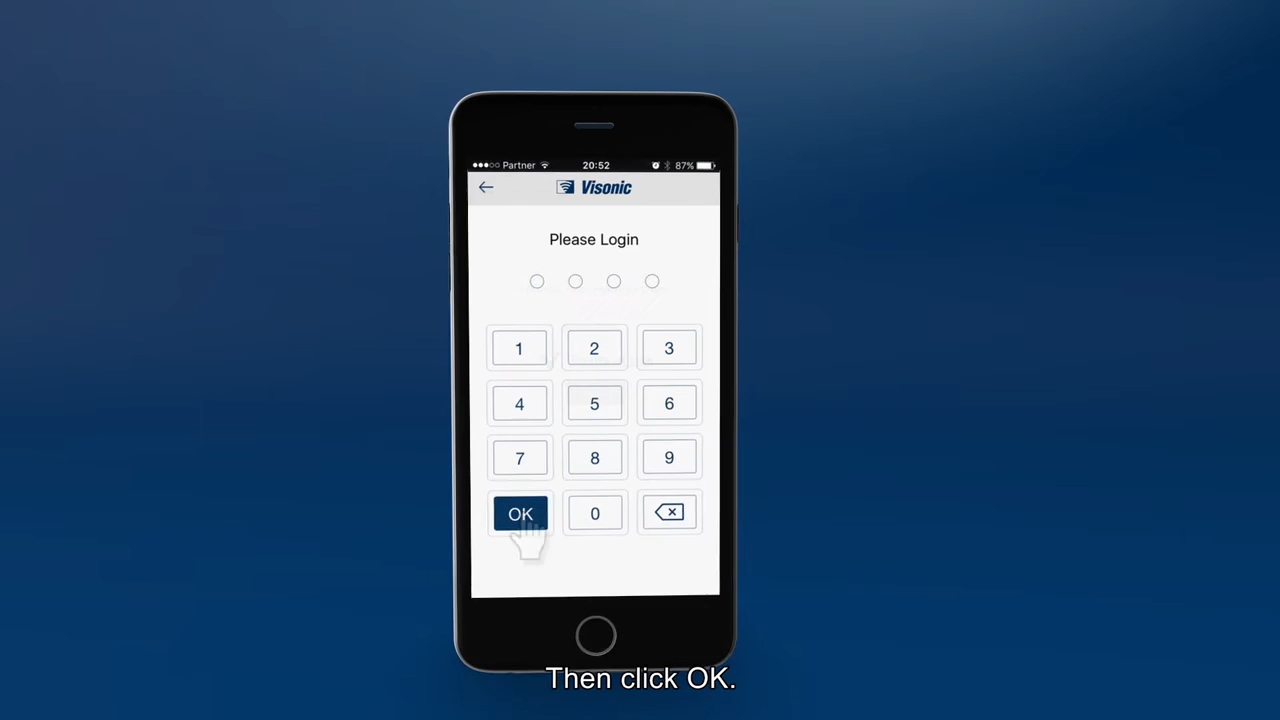 Partner 20:52 87%
Visonic
Please Login
1 2 3
4 5 6
7 8 9
OK 0
Then click OK.